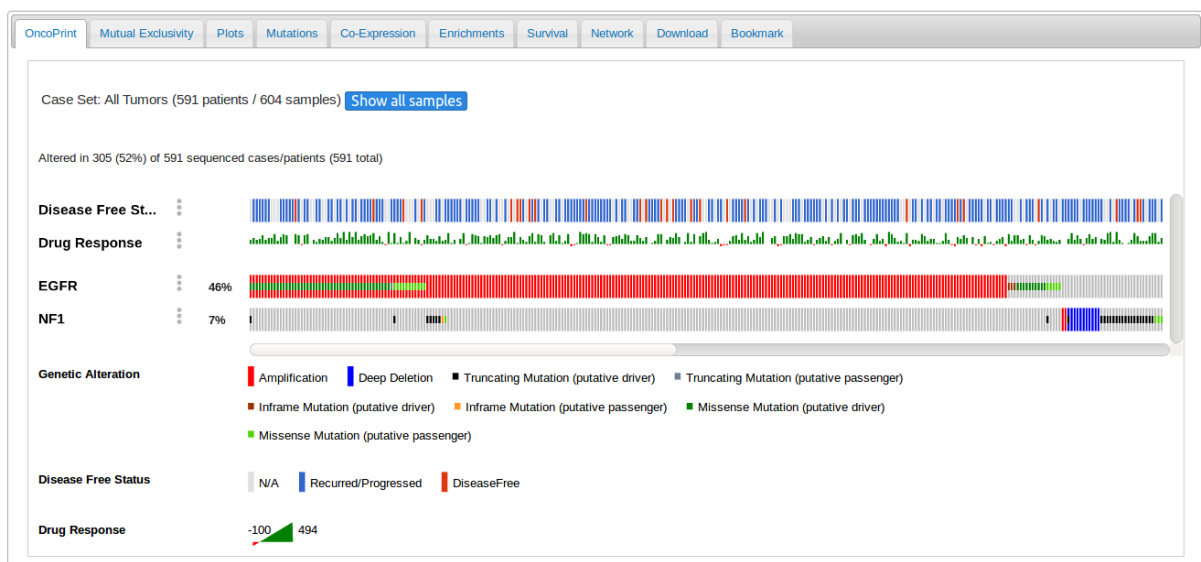 OncoPrint Mutual Exclusivity Plots Mutations Co-Expression Enrichments Survival Network Download Bookmark
Case Set: All Tumors (591 patients / 604 samples) Show all samples
Altered in 305 (52%) of 591 sequenced cases/patients (591 total)
Disease Free St...
Drug Response
EGFR 46%
NF1 7%
Genetic Alteration Amplification Deep Deletion Truncating Mutation (putative driver) Truncating Mutation (putative passenger)
Inframe Mutation (putative driver) Inframe Mutation (putative passenger) Missense Mutation (putative driver)
Missense Mutation (putative passenger)
Disease Free Status N/A Recurred/Progressed DiseaseFree
Drug Response -100 494